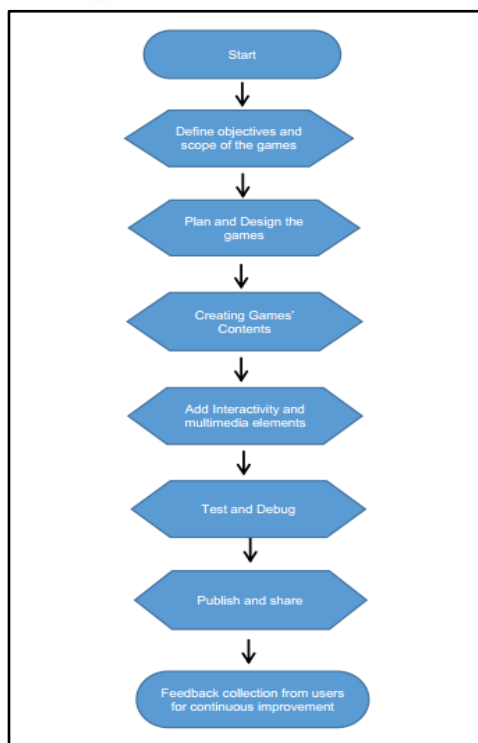 Start
Define objectives and
scope of the games
Plan and Design the
games
Creating Games'
Contents
Add Interactivity and
multimedia elements
Test and Debug
Publish and share
Feedback collection from users
for continuous improvement